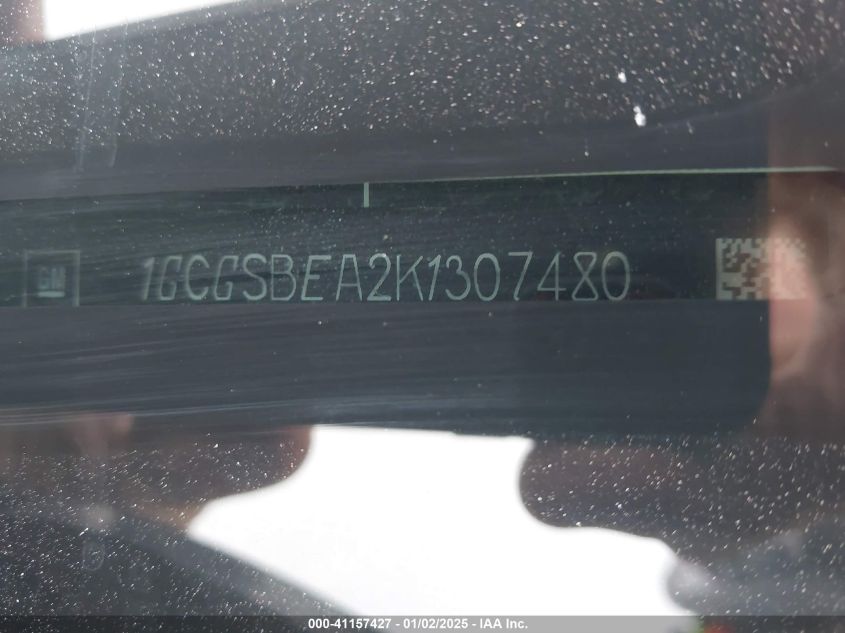 GM
1GCGSBEA2K1307480
000-41157427 - 01/02/2025 - IAA Inc.